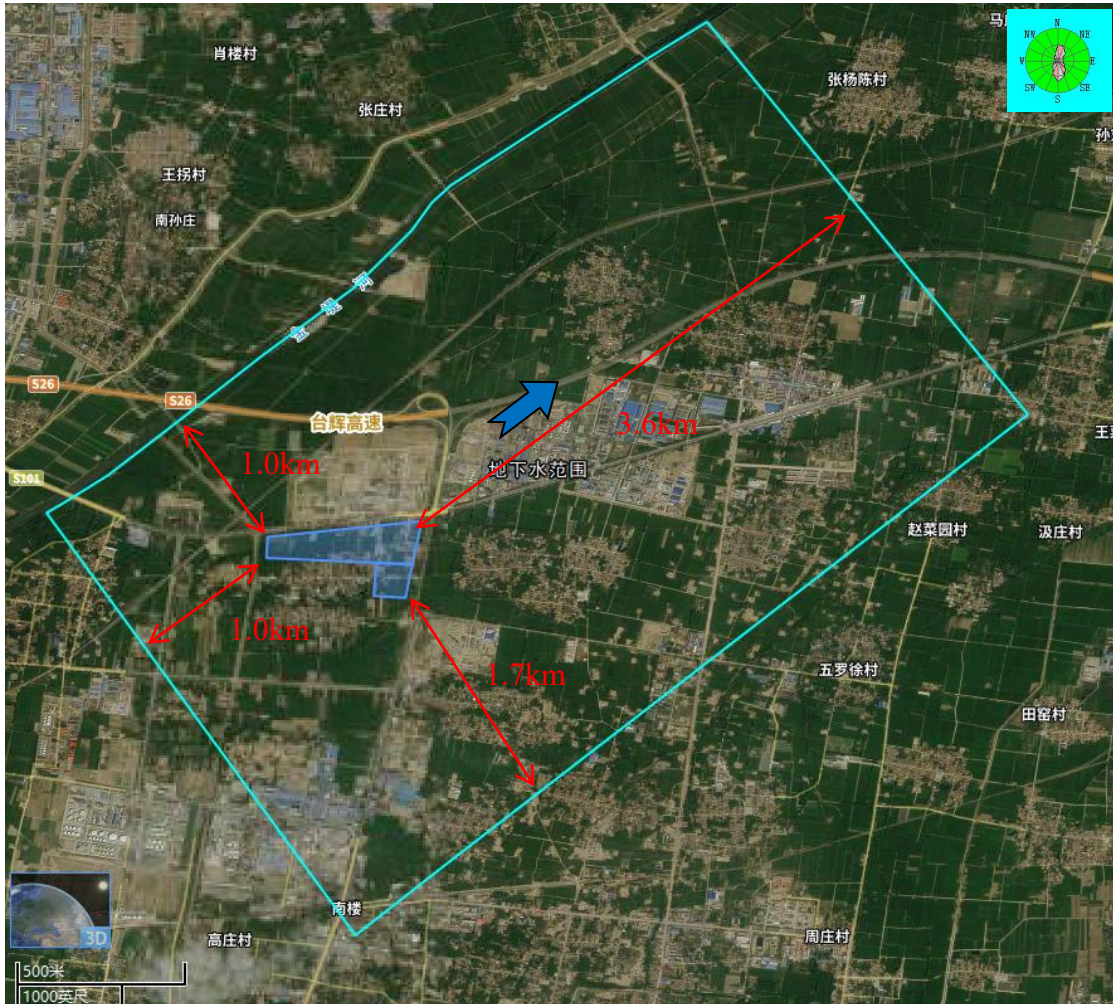 肖楼村
张庄村
张杨陈村
N
NW
NE
W
E
SW
SE
S
王拐村
南孙庄
金堤河
S26
S26
台辉高速
3.6km
1.0km
地下水范围
S101
赵菜园村
汲庄村
1.0km
1.7km
五罗徐村
田窑村
南楼
高庄村
周庄村
3D
500米
1000英尺